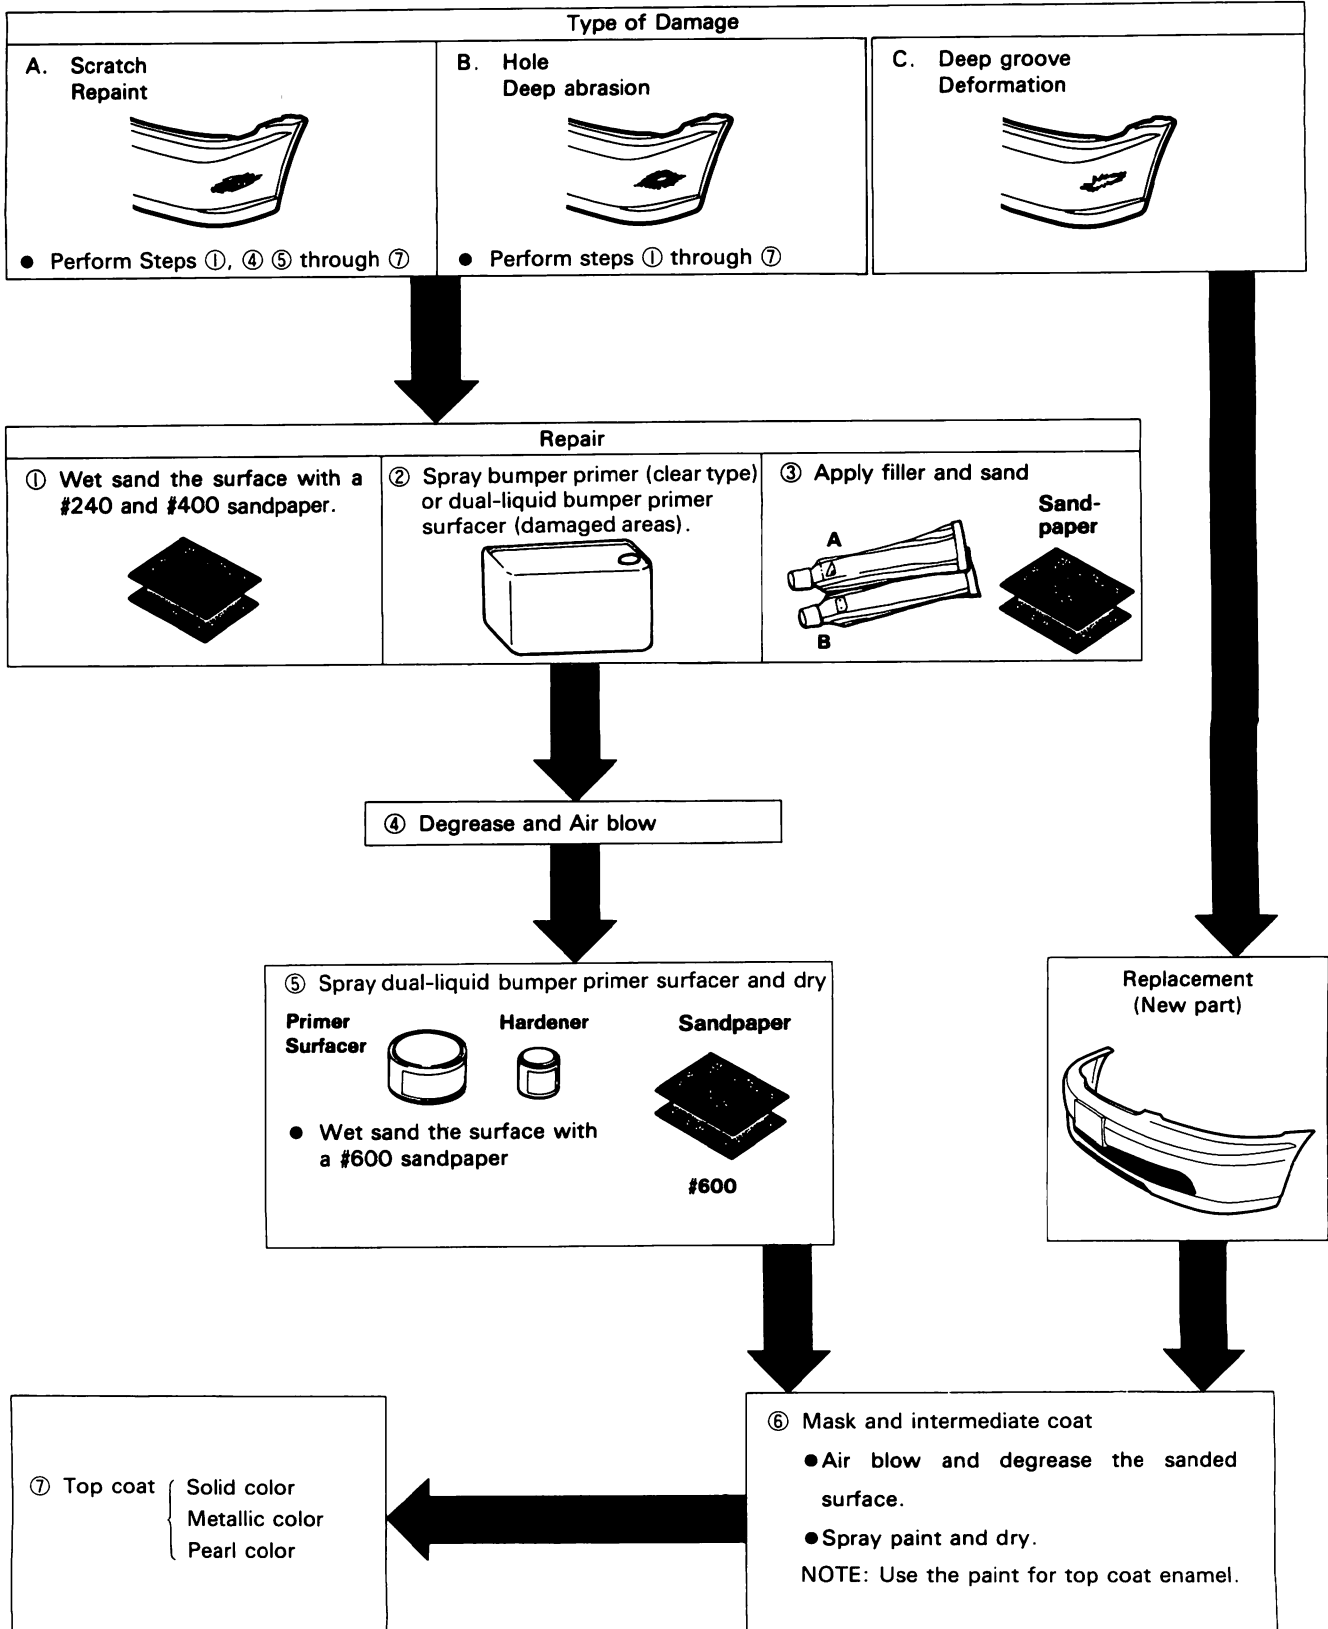 Type of Damage
A. Scratch
Repaint
● Perform Steps ①, ④ ⑤ through ⑦
B. Hole
Deep abrasion
● Perform steps ① through ⑦
C. Deep groove
Deformation
Repair
① Wet sand the surface with a
#240 and #400 sandpaper.
② Spray bumper primer (clear type)
or dual-liquid bumper primer
surfacer (damaged areas).
③ Apply filler and sand
A
B
Sand-
paper
④ Degrease and Air blow
⑤ Spray dual-liquid bumper primer surfacer and dry
Primer
Surfacer
Hardener
Sandpaper
● Wet sand the surface with
a #600 sandpaper
#600
Replacement
(New part)
⑥ Mask and intermediate coat
●Air blow and degrease the sanded
surface.
●Spray paint and dry.
NOTE: Use the paint for top coat enamel.
⑦ Top coat
Solid color
Metallic color
Pearl color